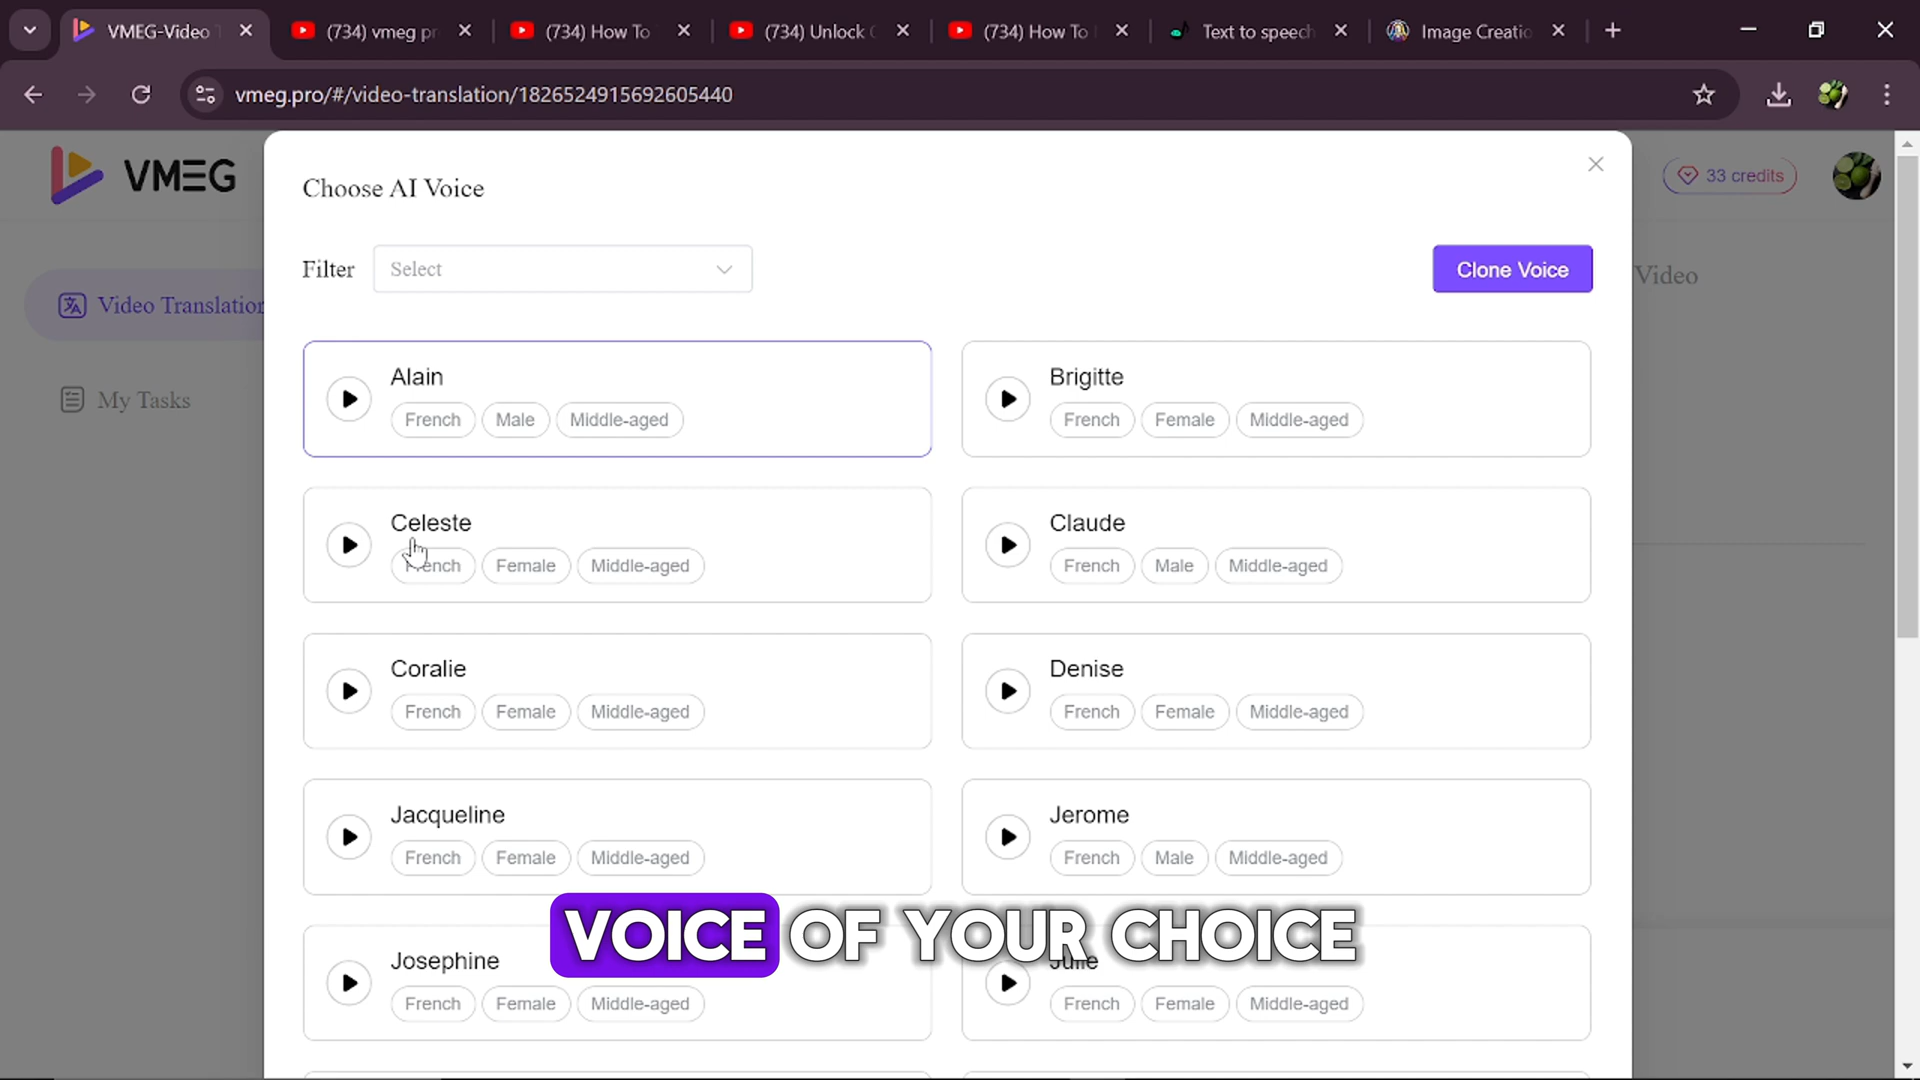 VMEG-Video T
(734) vmeg pr
(734) How To
(734) Unlock
(734) How To
Text to speech
Image Creatio
vmeg.pro/#/video-translation/1826524915692605440
VMEG
33 credits
Video Translation
My Tasks
Video
Choose AI Voice
Filter
Select
Clone Voice
Alain
French Male Middle-aged
Brigitte
French Female Middle-aged
Celeste
French Female Middle-aged
Claude
French Male Middle-aged
Coralie
French Female Middle-aged
Denise
French Female Middle-aged
Jacqueline
French Female Middle-aged
Jerome
French Male Middle-aged
VOICE OF YOUR CHOICE
Josephine
French Female Middle-aged
Julie
French Female Middle-aged